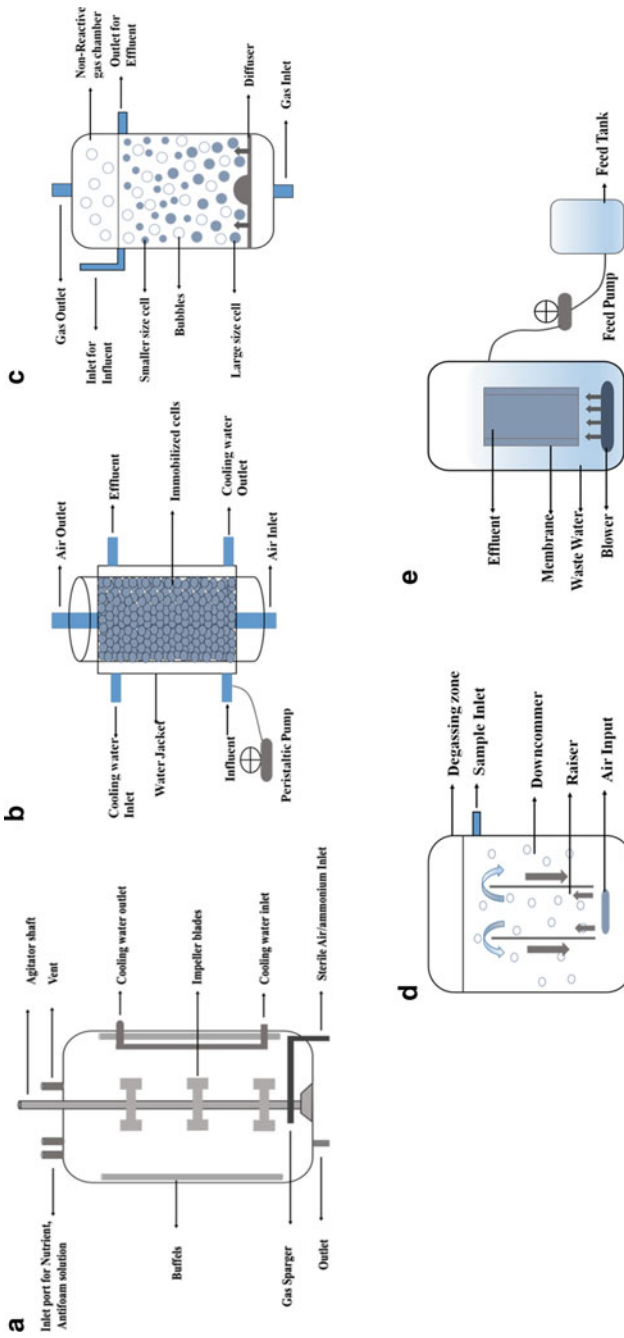 a
Inlet port for Nutrient,
Antifoam solution
Agitator shaft
Vent
Cooling water outlet
Impeller blades
Cooling water inlet
Sterile Air/ammonium Inlet
Buffels
Gas Sparger
Outlet
b
Cooling water
Inlet
Water Jacket
Influent
Peristaltic Pump
Air Outlet
Effluent
Immobilized cells
Cooling water
Outlet
Air Inlet
c
Gas Outlet
Inlet for
Influent
Smaller size cell
Bubbles
Large size cell
Non-Reactive
gas chamber
Outlet for
Effluent
Diffuser
Gas Inlet
d
Degassing zone
Sample Inlet
Downcommer
Raiser
Air Input
e
Effluent
Membrane
Waste Water
Blower
Feed Pump
Feed Tank